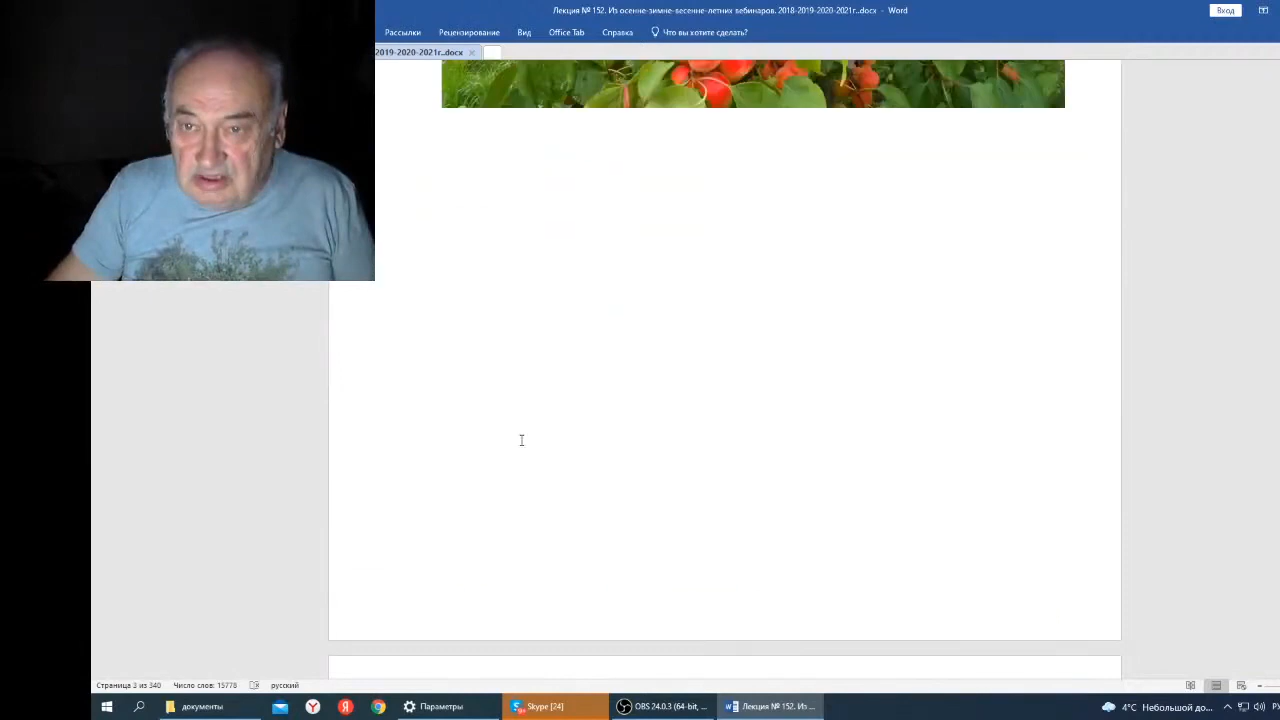 Лекция № 152. Из осенне-зимне-весенне-летних вебинаров. 2018-2019-2020-2021г..docx - Word
Вход
Рассылки Рецензирование Вид Office Tab Справка Что вы хотите сделать?
2019-2020-2021г..docx
Страница 3 из 340 Число слов: 15778 русский
документы Параметры Skype [24] OBS 24.0.3 (64-bit, ... Лекция № 152. Из ... 4°C Небольшой до...